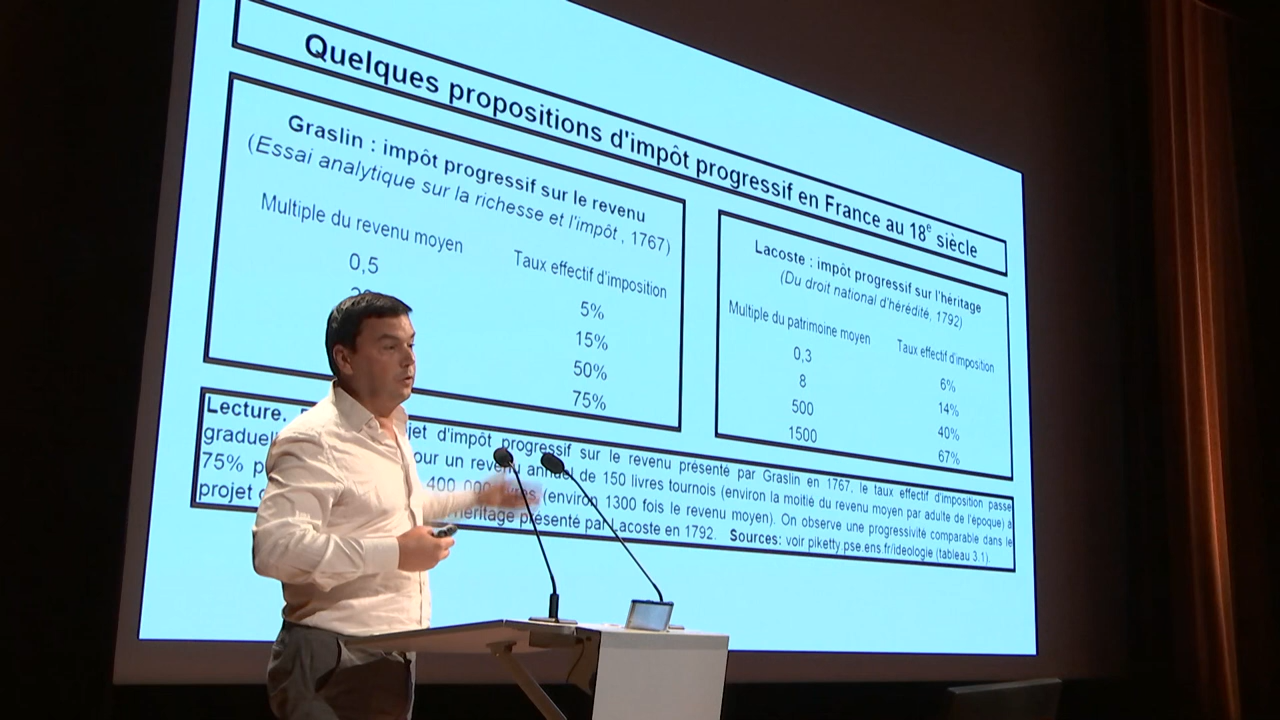 Quelques propositions d'impôt progressif en France au 18e siècle
Graslin : impôt progressif sur le revenu
(Essai analytique sur la richesse et l'impôt , 1767)
Multiple du revenu moyen Taux effectif d'imposition
0,5 5%
15%
50%
75%
Lacoste : impôt progressif sur l'héritage
(Du droit national d'hérédité, 1792)
Multiple du patrimoine moyen Taux effectif d'imposition
0,3 6%
8 14%
500 40%
1500 67%
Lecture. jet d'impôt progressif sur le revenu présenté par Graslin en 1767, le taux effectif d'imposition passe
our un revenu annuel de 150 livres tournois (environ la moitié du revenu moyen par adulte de l'époque) à
75% 400 000 livres (environ 1300 fois le revenu moyen). On observe une progressivité comparable dans le
projet héritage présenté par Lacoste en 1792. Sources: voir piketty.pse.ens.fr/ideologie (tableau 3.1).